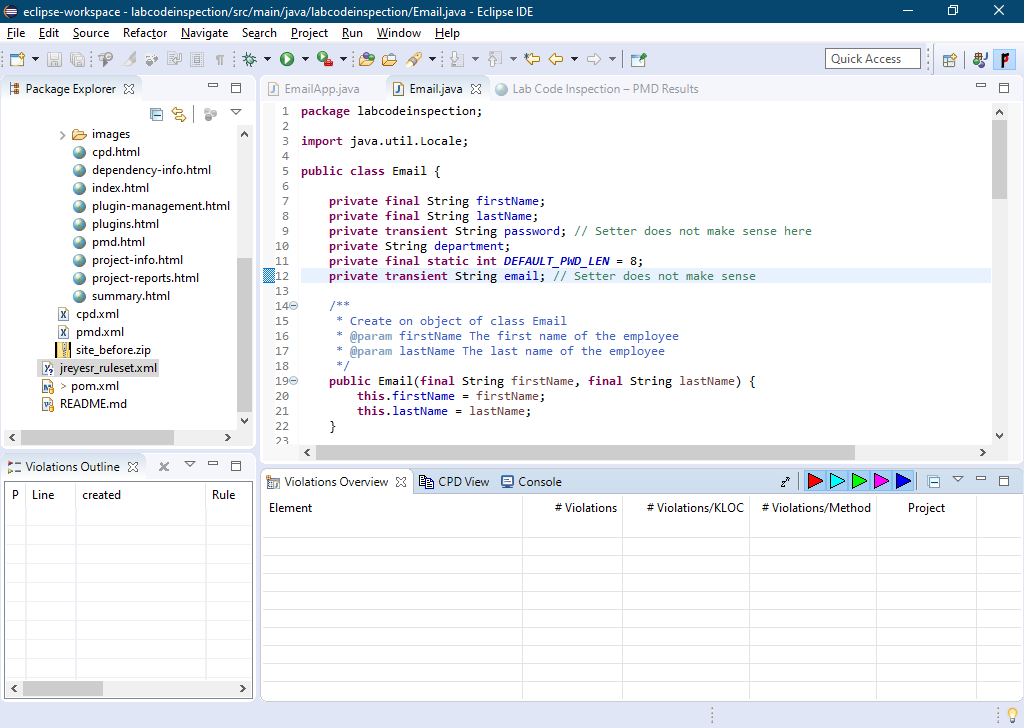 eclipse-workspace - labcodeinspection/src/main/java/labcodeinspection/Email.java - Eclipse IDE
File Edit Source Refactor Navigate Search Project Run Window Help
Quick Access
Package Explorer
images
cpd.html
dependency-info.html
index.html
plugin-management.html
plugins.html
pmd.html
project-info.html
project-reports.html
summary.html
cpd.xml
pmd.xml
site_before.zip
jreyesr_ruleset.xml
> pom.xml
README.md
EmailApp.java Email.java Lab Code Inspection – PMD Results
1 package labcodeinspection;
2
3 import java.util.Locale;
4
5 public class Email {
6
7 private final String firstName;
8 private final String lastName;
9 private transient String password; // Setter does not make sense here
10 private String department;
11 private final static int DEFAULT_PWD_LEN = 8;
12 private transient String email; // Setter does not make sense
13
14 /**
15 * Create on object of class Email
16 * @param firstName The first name of the employee
17 * @param lastName The last name of the employee
18 */
19 public Email(final String firstName, final String lastName) {
20 this.firstName = firstName;
21 this.lastName = lastName;
22 }
23
Violations Outline
P Line created Rule
Violations Overview CPD View Console
Element # Violations # Violations/KLOC # Violations/Method Project